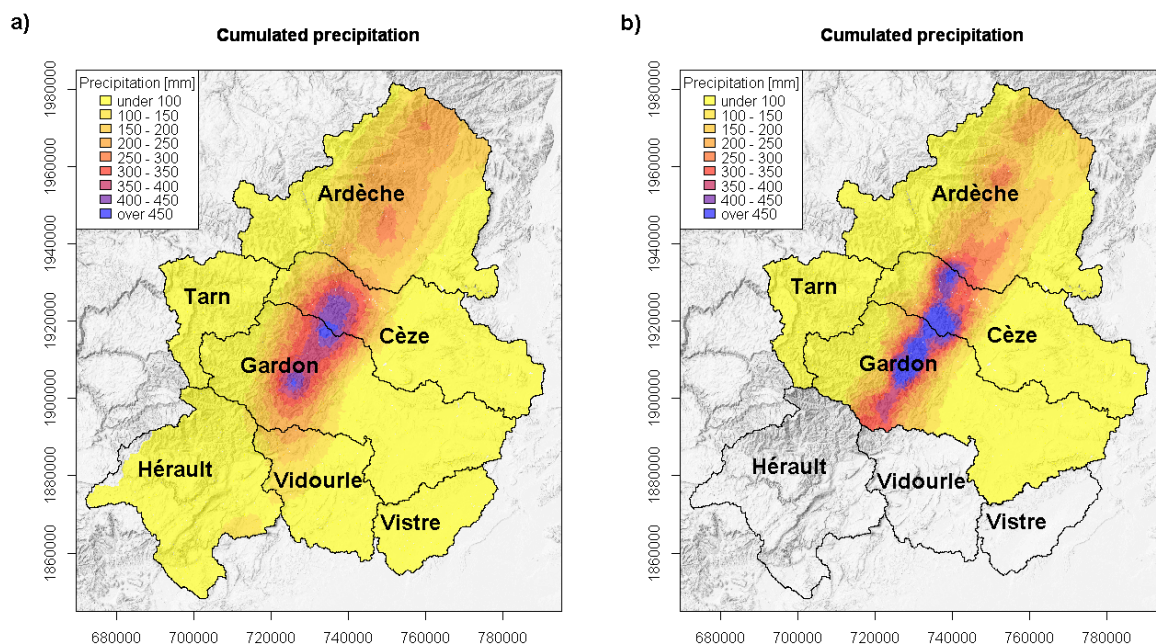 a)
Cumulated precipitation
Precipitation [mm]
under 100
100 - 150
150 - 200
200 - 250
250 - 300
300 - 350
350 - 400
400 - 450
over 450
1980000
1960000
1940000
1920000
1900000
1880000
1860000
Ardèche
Tarn
Cèze
Gardon
Hérault
Vidourle
Vistre
680000 700000 720000 740000 760000 780000
b)
Cumulated precipitation
Precipitation [mm]
under 100
100 - 150
150 - 200
200 - 250
250 - 300
300 - 350
350 - 400
400 - 450
over 450
1980000
1960000
1940000
1920000
1900000
1880000
1860000
Ardèche
Tarn
Cèze
Gardon
Hérault
Vidourle
Vistre
680000 700000 720000 740000 760000 780000